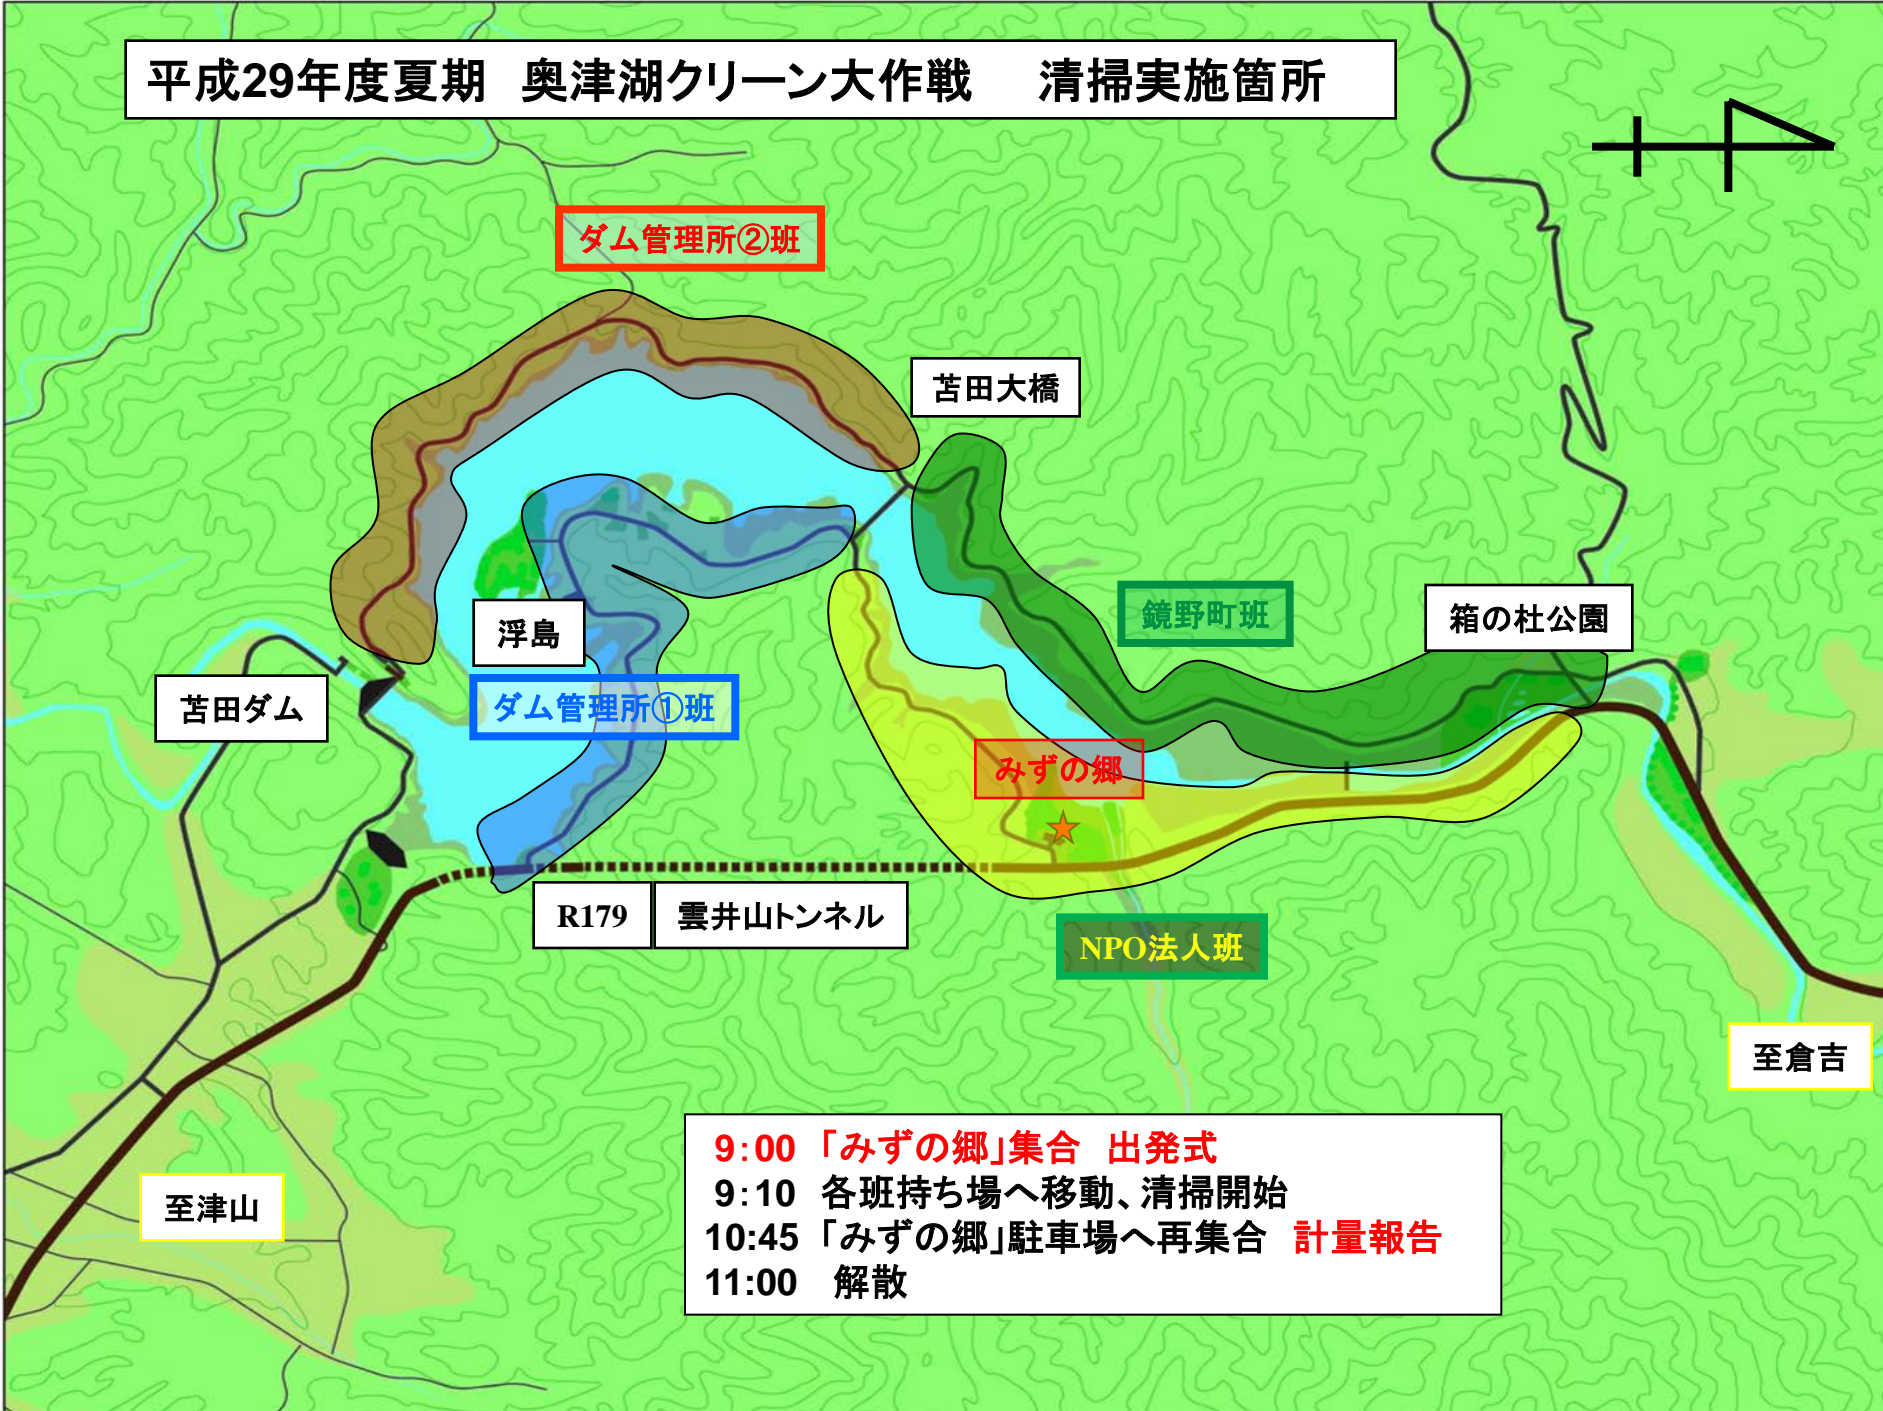 平成29年度夏期　奥津湖クリーン大作戦　　清掃実施箇所
ダム管理所②班
苫田大橋
鏡野町班
箱の杜公園
浮島
苫田ダム
ダム管理所①班
みずの郷
R179
雲井山トンネル
NPO法人班
至倉吉
至津山
9:00 「みずの郷」集合　出発式
9:10　各班持ち場へ移動、清掃開始
10:45 「みずの郷」駐車場へ再集合　計量報告
11:00　解散